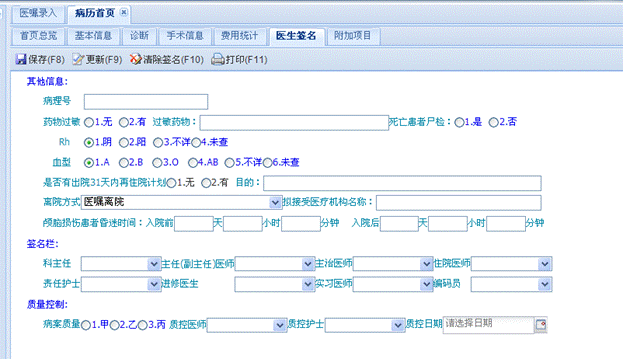 医嘱录入 病历首页
首页总览 基本信息 诊断 手术信息 费用统计 医生签名 附加项目
保存(F8) 更新(F9) 清除签名(F10) 打印(F11)
其他信息:
病理号
药物过敏 1.无 2.有 过敏药物: 死亡患者尸检: 1.是 2.否
Rh 1.阴 2.阳 3.不详 4.未查
血型 1.A 2.B 3.O 4.AB 5.不详 6.未查
是否有出院31天内再住院计划 1.无 2.有 目的:
离院方式 医嘱离院 拟接受医疗机构名称:
颅脑损伤患者昏迷时间: 入院前 天 小时 分钟 入院后 天 小时 分钟
签名栏:
科主任 主任(副主任)医师 主治医师 住院医师
责任护士 进修医生 实习医师 编码员
质量控制:
病案质量 1.甲 2.乙 3.丙 质控医师 质控护士 质控日期 请选择日期